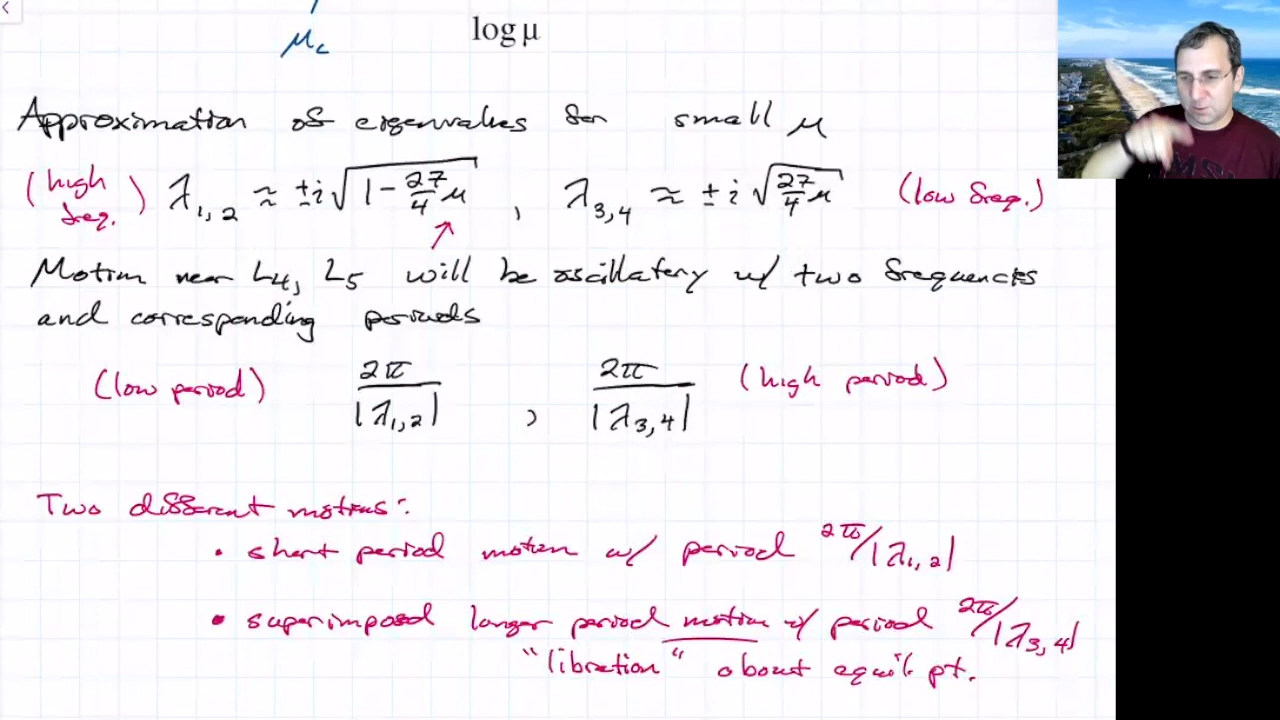 μc
log μ
Approximation of eigenvalues for small μ
(high freq.) λ1,2 ≈ ±i √(1 - 27/4 μ) , λ3,4 ≈ ± i √(27/4 μ) (low freq.)
Motion near L4, L5 will be oscillatory w/ two frequencies
and corresponding periods
(low period) 2π/|λ1,2| , 2π/|λ3,4| (high period)
Two different motions:
• short period motion w/ period 2π/|λ1,2|
• superimposed longer period motion w/ period 2π/|λ3,4|
"libration" about equil. pt.